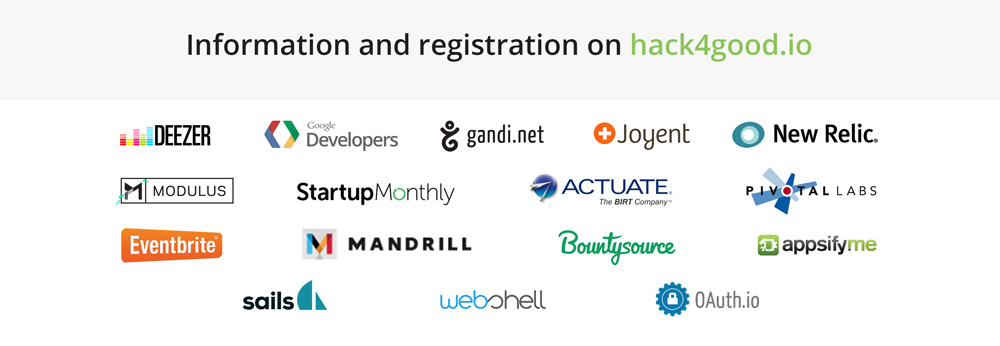 Information and registration on hack4good.io
DEEZER
Google
Developers
gandi.net
Joyent
New Relic®
MODULUS
StartupMonthly
ACTUATE®
The BIRT Company™
PIVOTAL LABS
Eventbrite®
MANDRILL
Bountysource
appsifyme
sails
webshell
OAuth.io